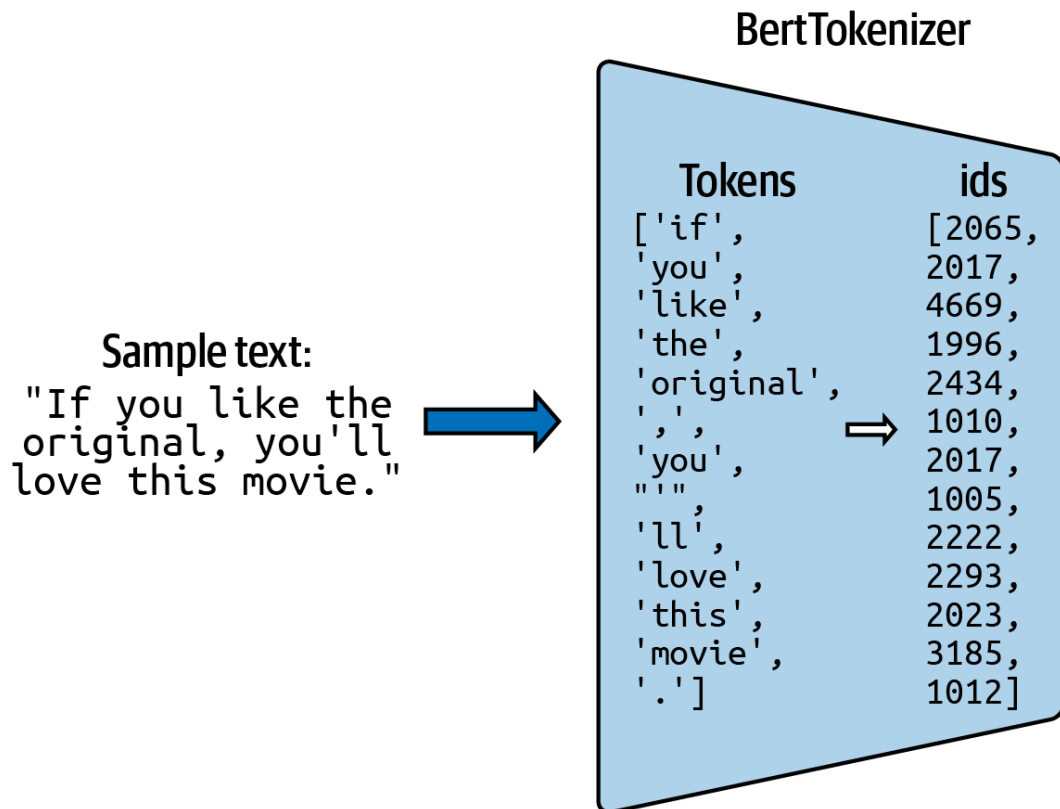 BertTokenizer
Sample text:
"If you like the
original, you'll
love this movie."
Tokens
['if',
'you',
'like',
'the',
'original',
',',
'you',
"'",
'll',
'love',
'this',
'movie',
'.']
ids
[2065,
2017,
4669,
1996,
2434,
1010,
2017,
1005,
2222,
2293,
2023,
3185,
1012]